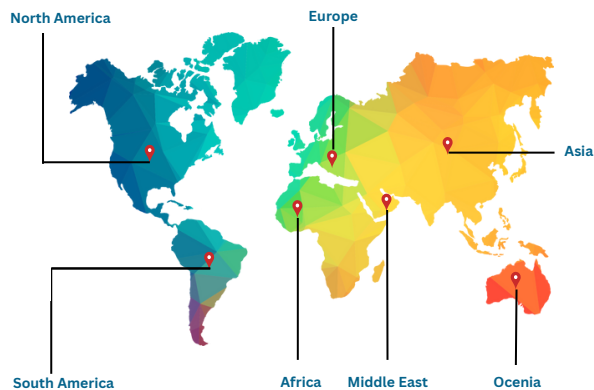 Europe
North America
Asia
South America
Africa
Middle East
Ocenia